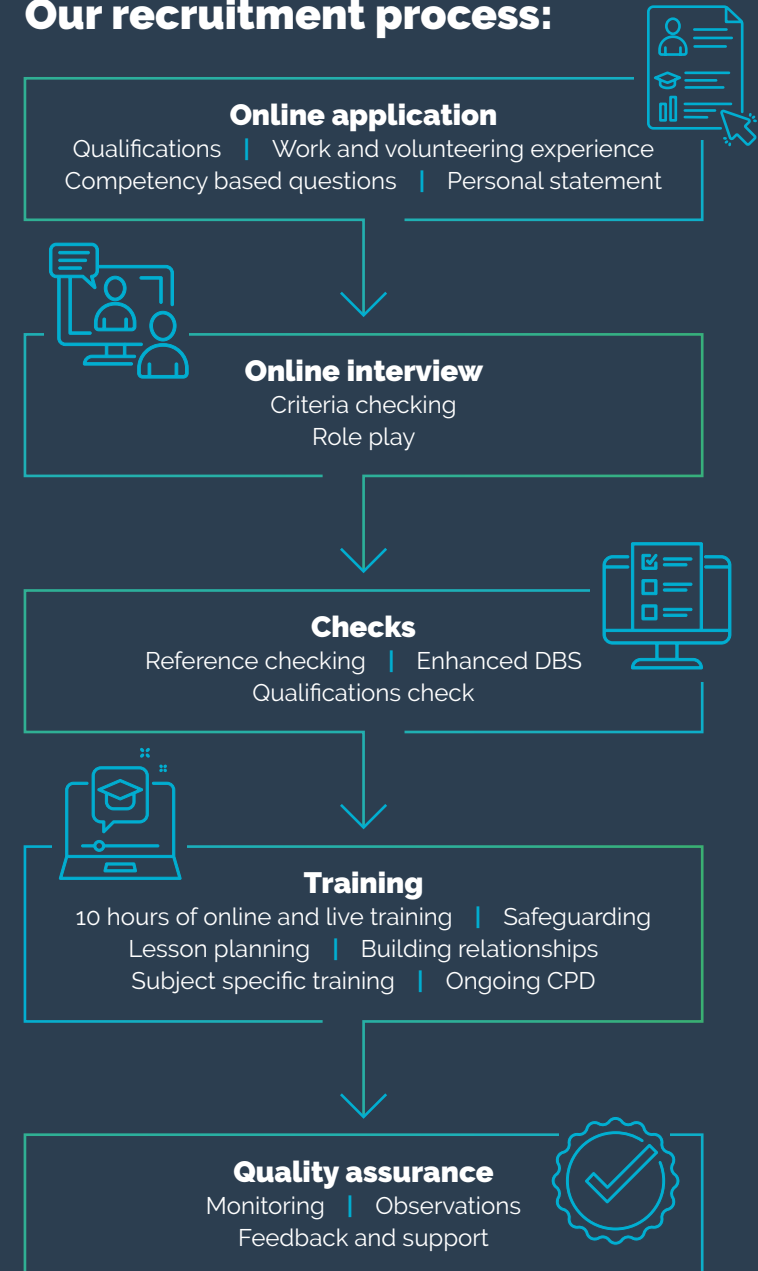 Our recruitment process:
Online application
Qualifications | Work and volunteering experience
Competency based questions | Personal statement
Online interview
Criteria checking
Role play
Checks
Reference checking | Enhanced DBS
Qualifications check
Training
10 hours of online and live training | Safeguarding
Lesson planning | Building relationships
Subject specific training | Ongoing CPD
Quality assurance
Monitoring | Observations
Feedback and support